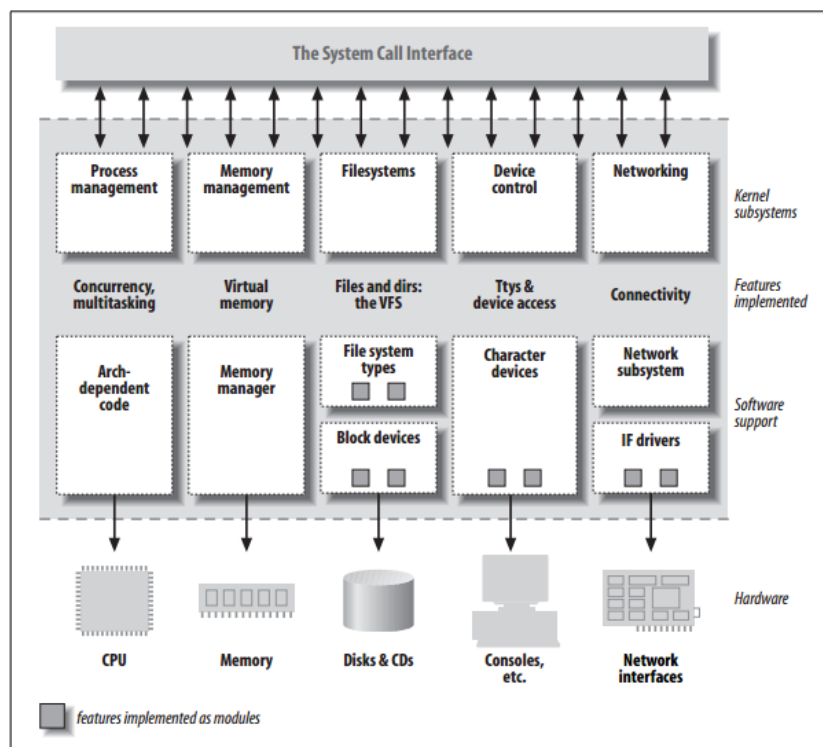 The System Call Interface
Process
management
Memory
management
Filesystems
Device
control
Networking
Kernel
subsystems
Concurrency,
multitasking
Virtual
memory
Files and dirs:
the VFS
Ttys &
device access
Connectivity
Features
implemented
Arch-
dependent
code
Memory
manager
File system
types
Block devices
Character
devices
Network
subsystem
IF drivers
Software
support
Hardware
CPU
Memory
Disks & CDs
Consoles,
etc.
Network
interfaces
features implemented as modules